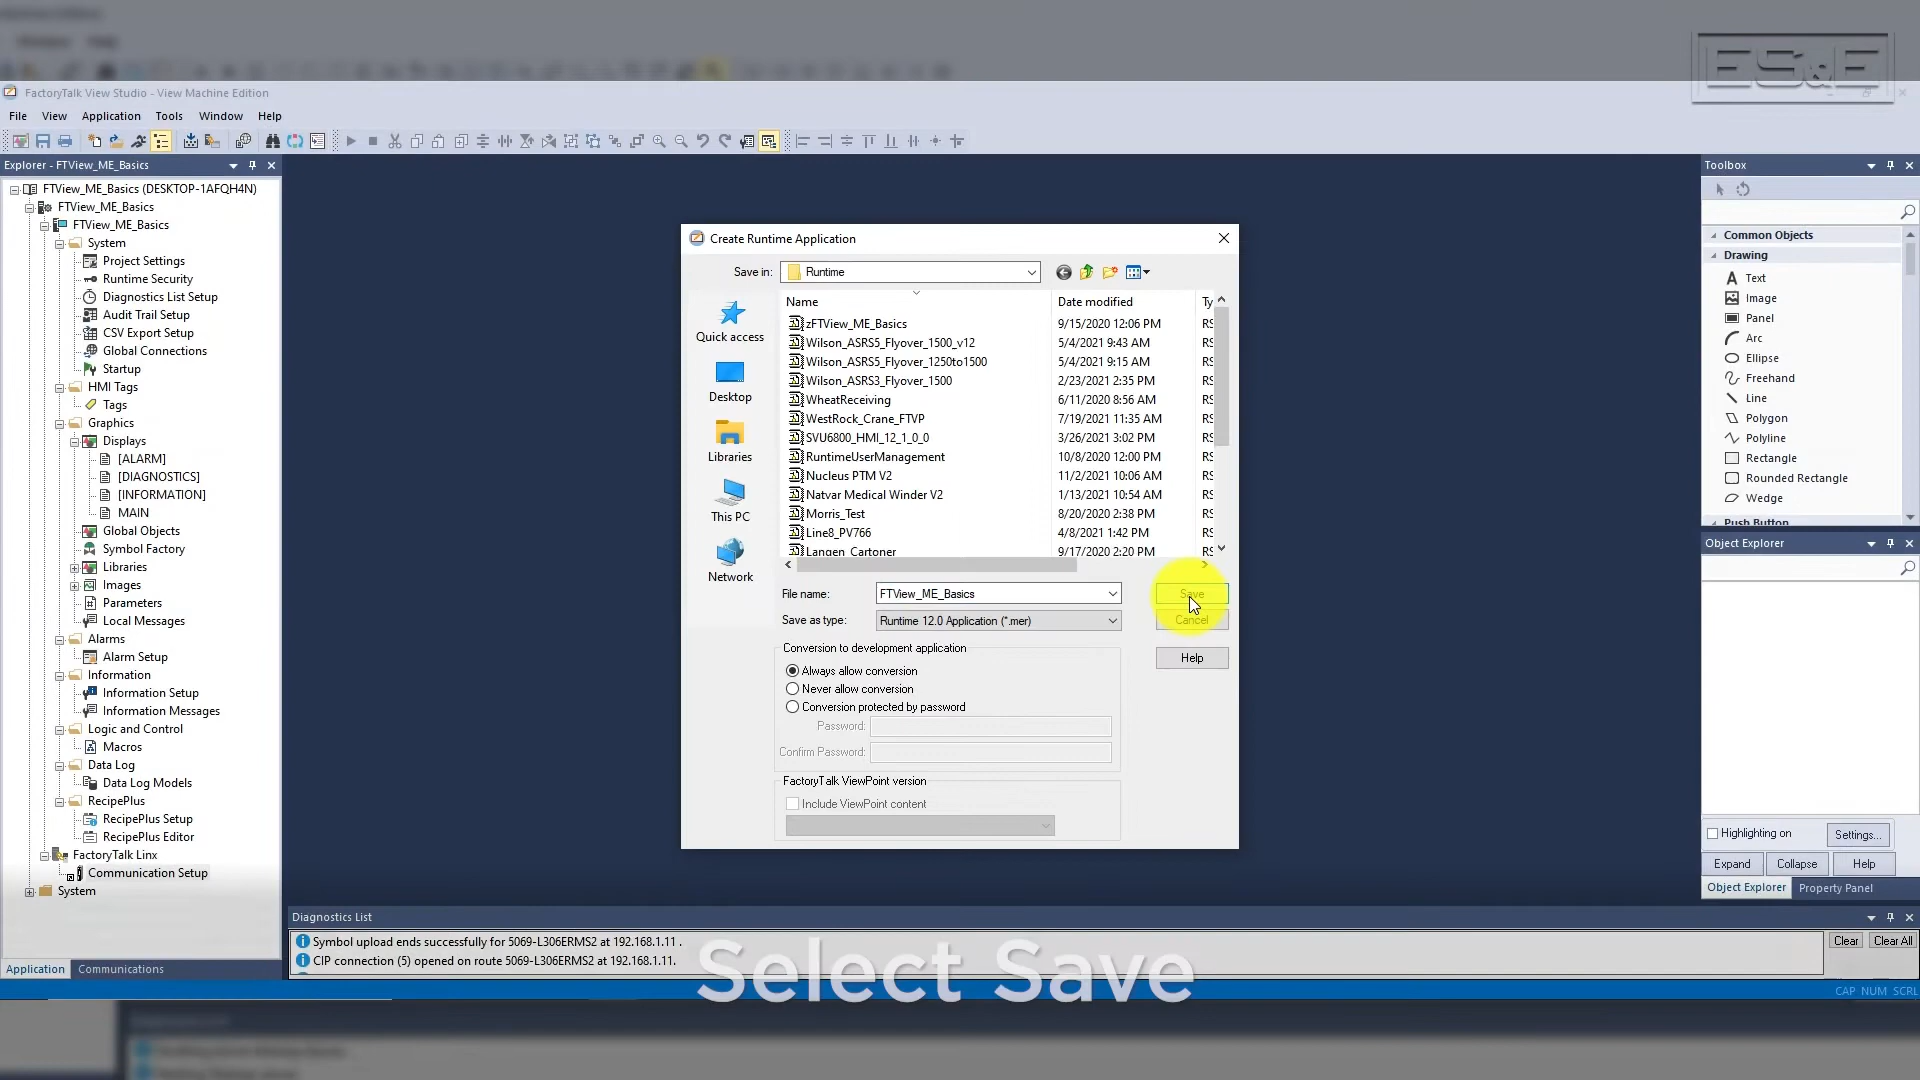 ES&E
FactoryTalk View Studio - View Machine Edition
File View Application Tools Window Help
Explorer - FTView_ME_Basics
FTView_ME_Basics (DESKTOP-1AFQH4N)
FTView_ME_Basics
FTView_ME_Basics
System
Project Settings
Runtime Security
Diagnostics List Setup
Audit Trail Setup
CSV Export Setup
Global Connections
Startup
HMI Tags
Tags
Graphics
Displays
[ALARM]
[DIAGNOSTICS]
[INFORMATION]
MAIN
Global Objects
Symbol Factory
Libraries
Images
Parameters
Local Messages
Alarms
Alarm Setup
Information
Information Setup
Information Messages
Logic and Control
Macros
Data Log
Data Log Models
RecipePlus
RecipePlus Setup
RecipePlus Editor
FactoryTalk Linx
Communication Setup
System
Application Communications
Create Runtime Application
Save in: Runtime
Quick access
Desktop
Libraries
This PC
Network
Name Date modified Ty
zFTView_ME_Basics 9/15/2020 12:06 PM RS
Wilson_ASRS5_Flyover_1500_v12 5/4/2021 9:43 AM RS
Wilson_ASRS5_Flyover_1250to1500 5/4/2021 9:15 AM RS
Wilson_ASRS3_Flyover_1500 2/23/2021 2:35 PM RS
WheatReceiving 6/11/2020 8:56 AM RS
WestRock_Crane_FTVP 7/19/2021 11:35 AM RS
SVU6800_HMI_12_1_0_0 3/26/2021 3:02 PM RS
RuntimeUserManagement 10/8/2020 12:00 PM RS
Nucleus PTM V2 11/2/2021 10:06 AM RS
Natvar Medical Winder V2 1/13/2021 10:54 AM RS
Morris_Test 8/20/2020 2:38 PM RS
Line8_PV766 4/8/2021 1:42 PM RS
Langen_Cartoner 9/17/2020 2:20 PM RS
File name: FTView_ME_Basics Save
Save as type: Runtime 12.0 Application (*.mer) Cancel
Help
Conversion to development application
Always allow conversion
Never allow conversion
Conversion protected by password
Password:
Confirm Password:
FactoryTalk ViewPoint version
Include ViewPoint content
Toolbox
Common Objects
Drawing
Text
Image
Panel
Arc
Ellipse
Freehand
Line
Polygon
Polyline
Rectangle
Rounded Rectangle
Wedge
Push Button
Object Explorer
Highlighting on Settings...
Expand Collapse Help
Object Explorer Property Panel
Diagnostics List
Symbol upload ends successfully for 5069-L306ERMS2 at 192.168.1.11 .
CIP connection (5) opened on route 5069-L306ERMS2 at 192.168.1.11.
Clear Clear All
Select Save
CAP NUM SCRL